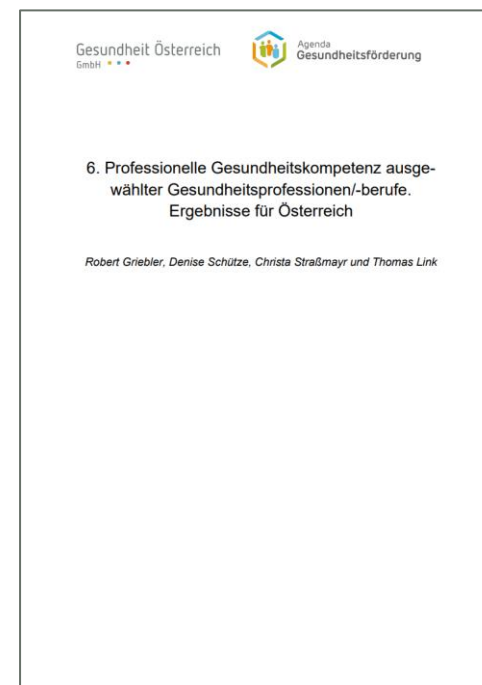 Gesundheit Österreich
GmbH
Agenda
Gesundheitsförderung
6. Professionelle Gesundheitskompetenz ausge-
wählter Gesundheitsprofessionen/-berufe.
Ergebnisse für Österreich
Robert Griebler, Denise Schütze, Christa Straßmayr und Thomas Link